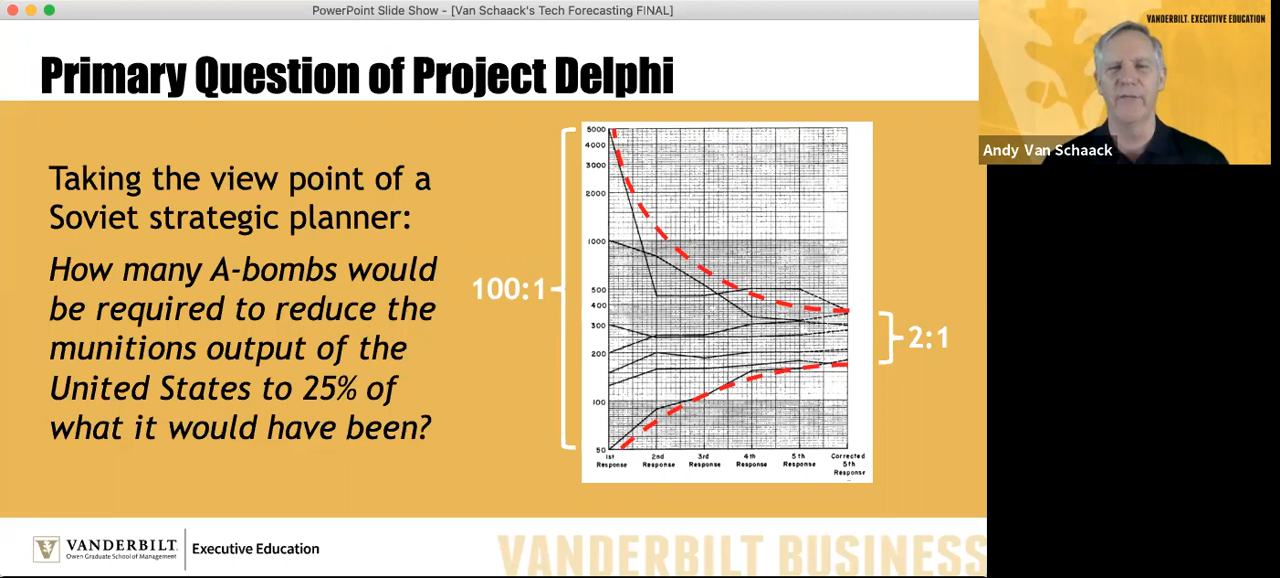 PowerPoint Slide Show - [Van Schaack's Tech Forecasting FINAL]
VANDERBILT. EXECUTIVE EDUCATION
Andy Van Schaack
Primary Question of Project Delphi
Taking the view point of a
Soviet strategic planner:
How many A-bombs would
be required to reduce the
munitions output of the
United States to 25% of
what it would have been?
100:1
5000
4000
3000
2000
1000
500
400
300
200
100
50
1st Response
2nd Response
3rd Response
4th Response
5th Response
Corrected 5th Response
2:1
VANDERBILT
Owen Graduate School of Management
Executive Education
VANDERBILT BUSINESS